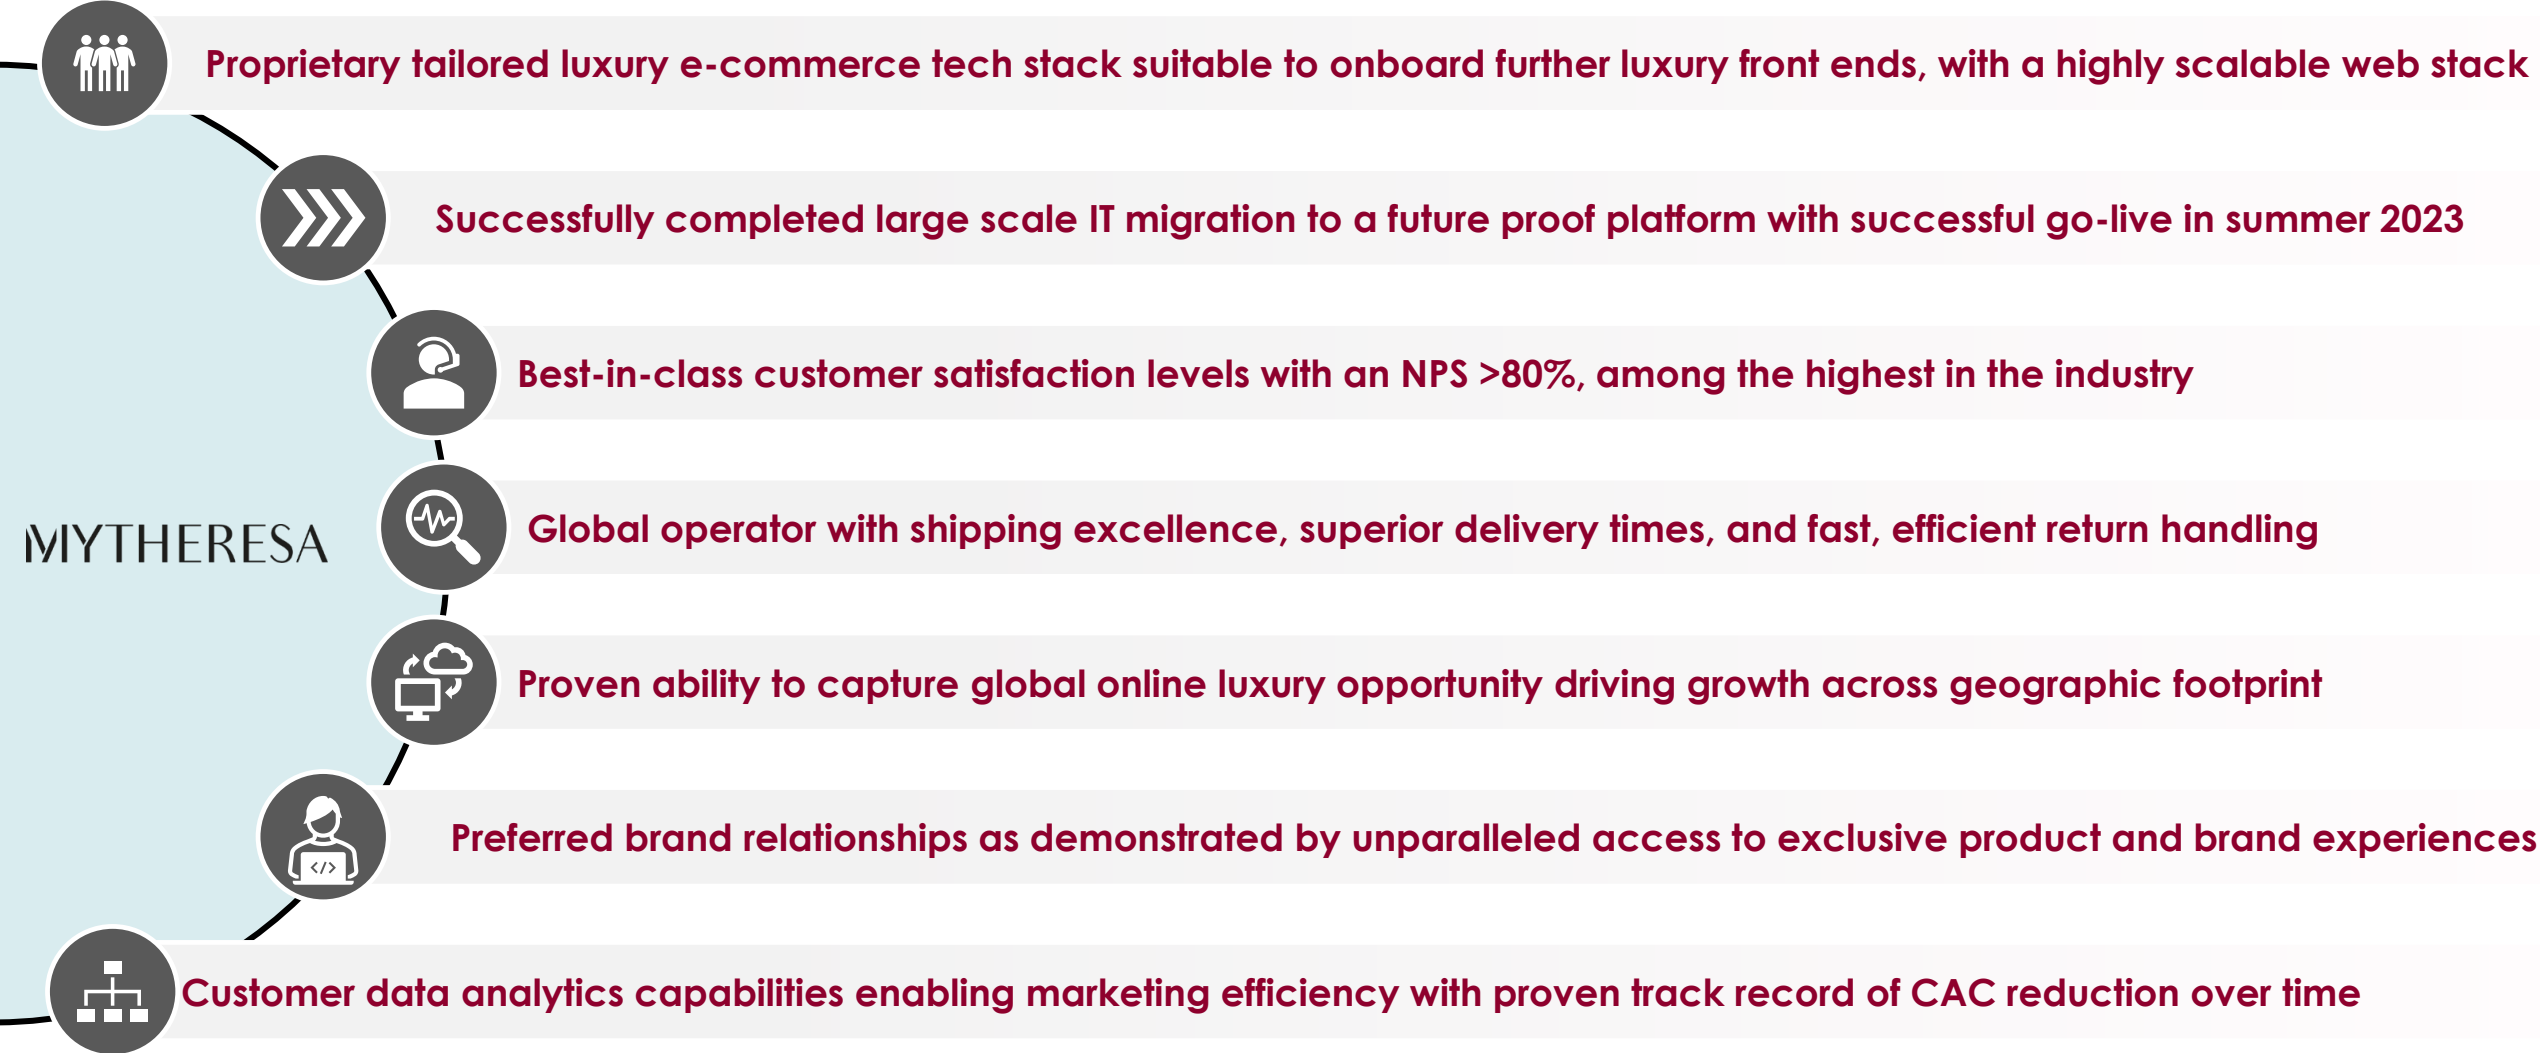 Proprietary tailored luxury e-commerce tech stack suitable to onboard further luxury front ends, with a highly scalable web stack
Successfully completed large scale IT migration to a future proof platform with successful go-live in summer 2023
Best-in-class customer satisfaction levels with an NPS >80%, among the highest in the industry
Global operator with shipping excellence, superior delivery times, and fast, efficient return handling
MYTHERESA
Proven ability to capture global online luxury opportunity driving growth across geographic footprint
Preferred brand relationships as demonstrated by unparalleled access to exclusive product and brand experiences
</>
Customer data analytics capabilities enabling marketing efficiency with proven track record of CAC reduction over time